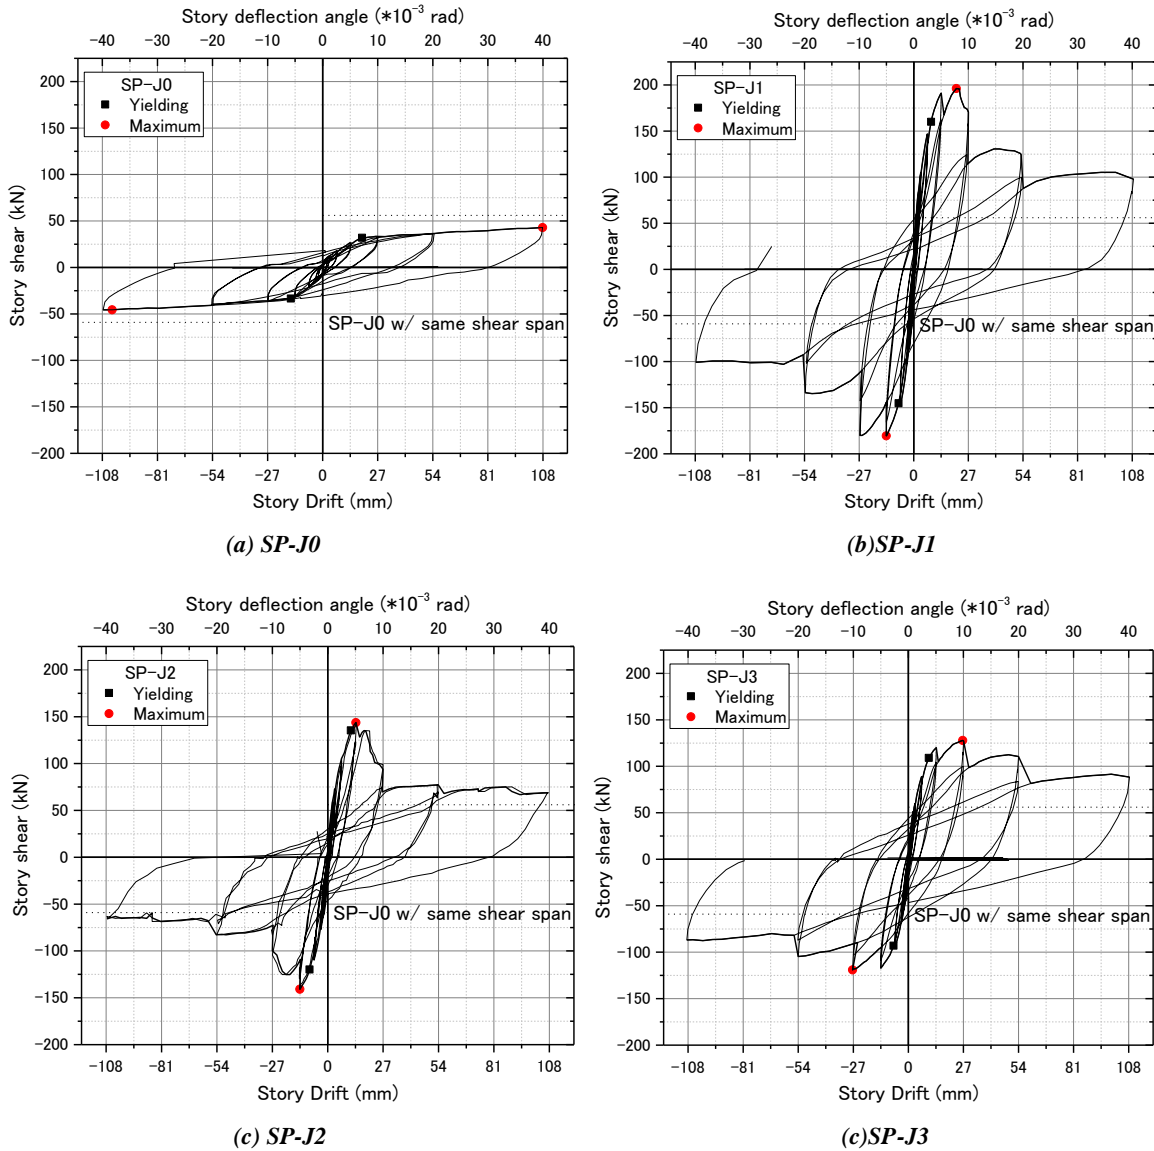 Story deflection angle (*10⁻³ rad)
−40 −30 −20 −10 0 10 20 30 40
SP−J0
Yielding
Maximum
200
150
100
50
0
−50
−100
−150
−200
Story shear (kN)
SP−J0 w/ same shear span
−108 −81 −54 −27 0 27 54 81 108
Story Drift (mm)
(a) SP-J0
Story deflection angle (*10⁻³ rad)
−40 −30 −20 −10 0 10 20 30 40
SP−J1
Yielding
Maximum
200
150
100
50
0
−50
−100
−150
−200
Story shear (kN)
SP−J0 w/ same shear span
−108 −81 −54 −27 0 27 54 81 108
Story Drift (mm)
(b)SP-J1
Story deflection angle (*10⁻³ rad)
−40 −30 −20 −10 0 10 20 30 40
SP−J2
Yielding
Maximum
200
150
100
50
0
−50
−100
−150
−200
Story shear (kN)
SP−J0 w/ same shear span
−108 −81 −54 −27 0 27 54 81 108
Story Drift (mm)
(c) SP-J2
Story deflection angle (*10⁻³ rad)
−40 −30 −20 −10 0 10 20 30 40
SP−J3
Yielding
Maximum
200
150
100
50
0
−50
−100
−150
−200
Story shear (kN)
SP−J0 w/ same shear span
−108 −81 −54 −27 0 27 54 81 108
Story Drift (mm)
(c)SP-J3